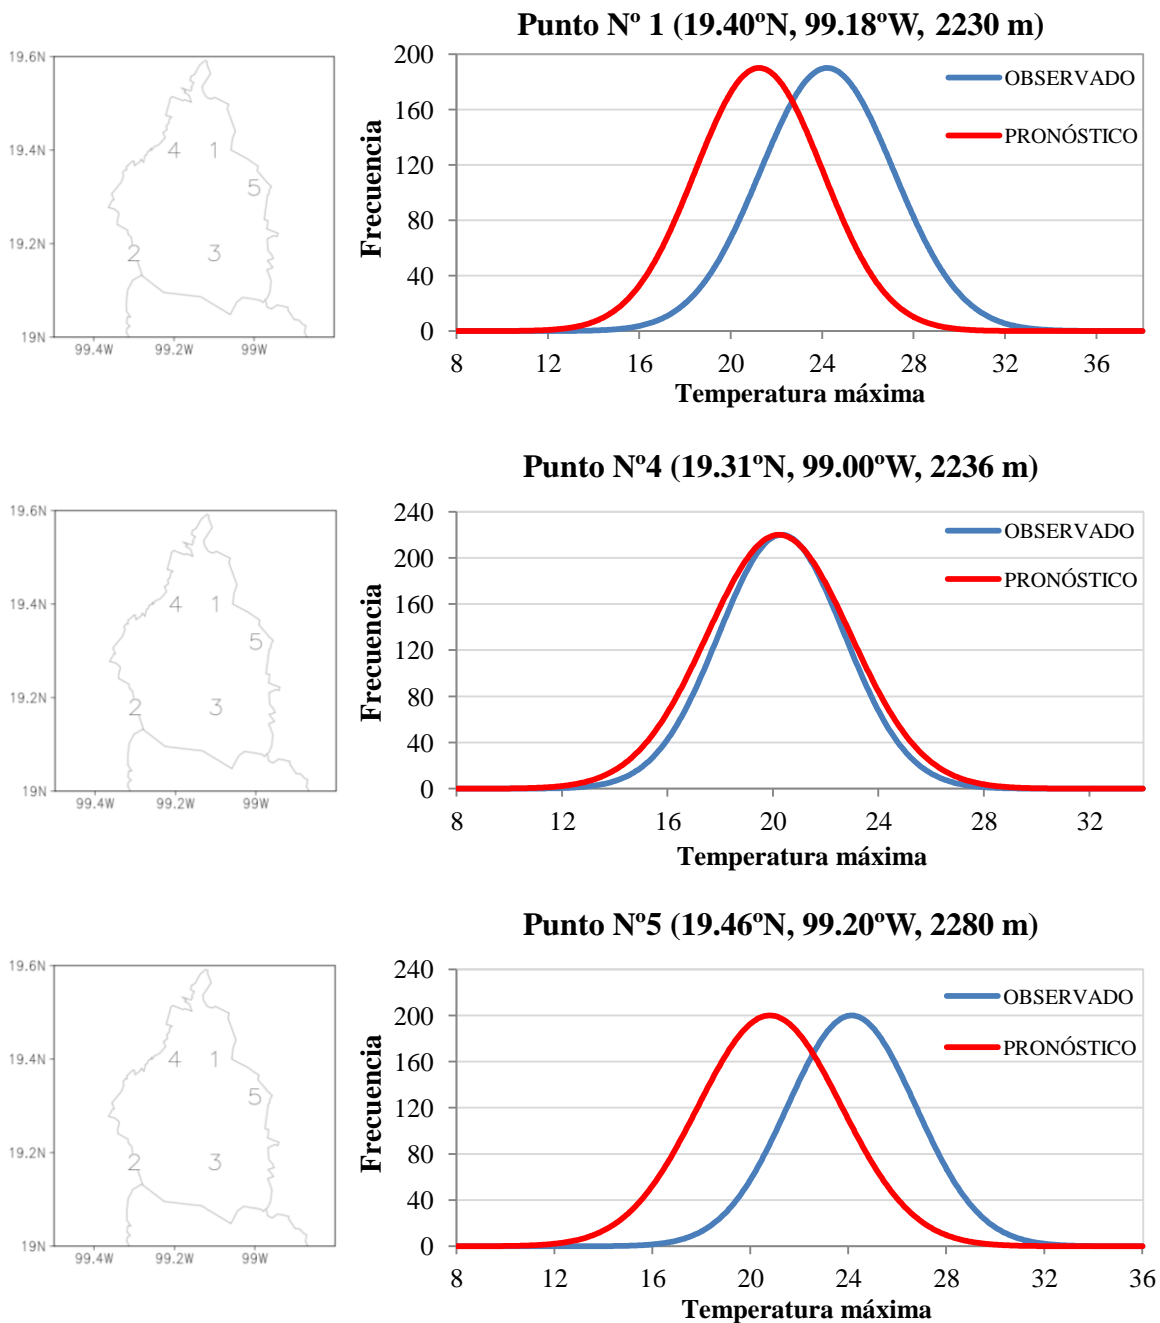 Punto Nº 1 (19.40ºN, 99.18ºW, 2230 m)
19.6N
19.4N
19.2N
19N
99.4W 99.2W 99W
4 1
5
2 3
Frecuencia
200
160
120
80
40
0
OBSERVADO
PRONÓSTICO
8 12 16 20 24 28 32 36
Temperatura máxima
Punto Nº4 (19.31ºN, 99.00ºW, 2236 m)
19.6N
19.4N
19.2N
19N
99.4W 99.2W 99W
4 1
5
2 3
Frecuencia
240
200
160
120
80
40
0
OBSERVADO
PRONÓSTICO
8 12 16 20 24 28 32
Temperatura máxima
Punto Nº5 (19.46ºN, 99.20ºW, 2280 m)
19.6N
19.4N
19.2N
19N
99.4W 99.2W 99W
4 1
5
2 3
Frecuencia
240
200
160
120
80
40
0
OBSERVADO
PRONÓSTICO
8 12 16 20 24 28 32 36
Temperatura máxima